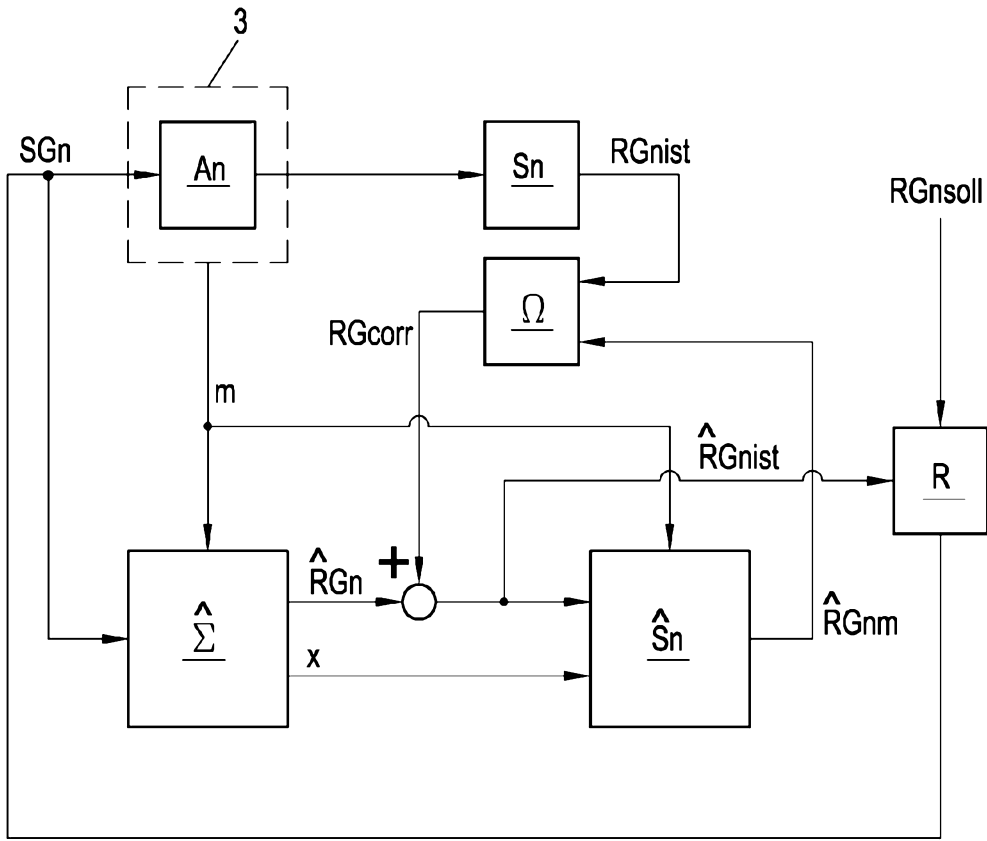 3
SGn
An
Sn
RGnist
RGnsoll
Ω
RGcorr
m
R̂Gnist
R
R̂Gn
+
Σ̂
x
Ŝn
R̂Gnm